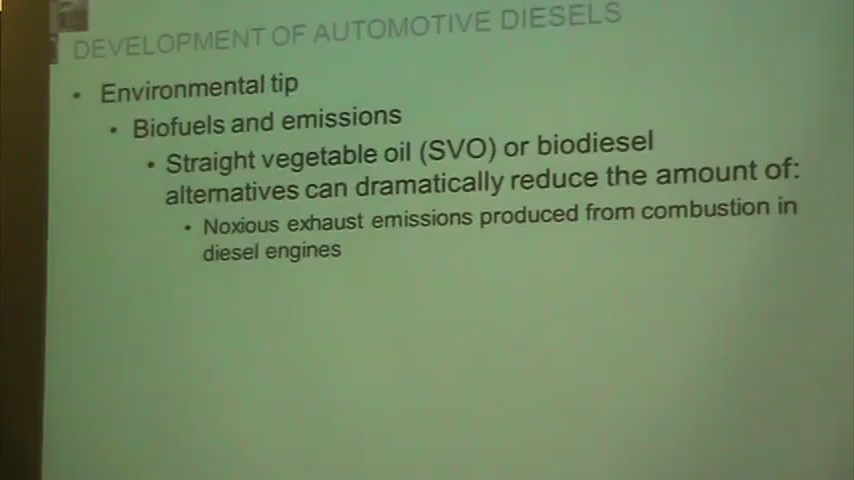 DEVELOPMENT OF AUTOMOTIVE DIESELS
• Environmental tip
• Biofuels and emissions
• Straight vegetable oil (SVO) or biodiesel
alternatives can dramatically reduce the amount of:
• Noxious exhaust emissions produced from combustion in
diesel engines